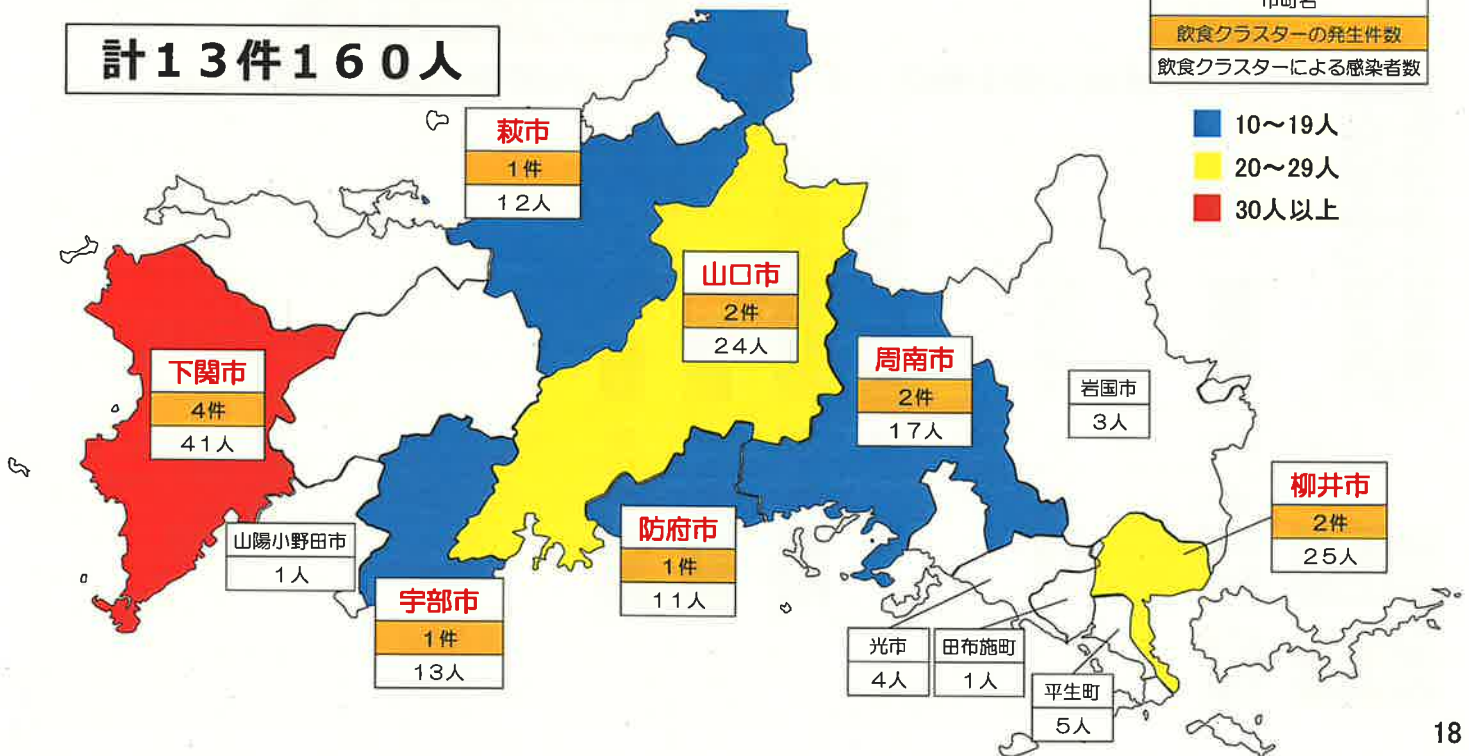 計13件160人
市町名
飲食クラスターの発生件数
飲食クラスターによる感染者数
10～19人
20～29人
30人以上
萩市
1件
12人
山口市
2件
24人
下関市
4件
41人
周南市
2件
17人
岩国市
3人
柳井市
2件
25人
山陽小野田市
1人
防府市
1件
11人
宇部市
1件
13人
光市
4人
田布施町
1人
平生町
5人
18